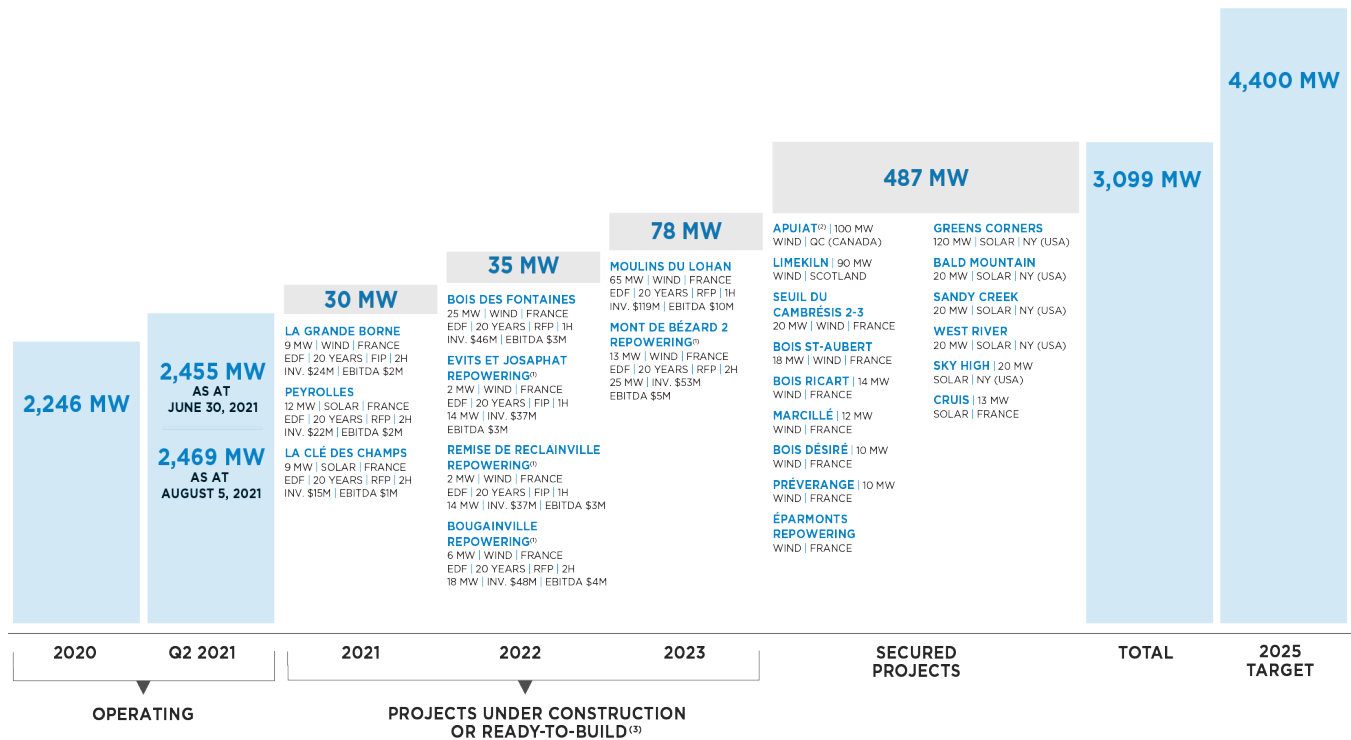 2,246 MW
2,455 MW
AS AT
JUNE 30, 2021
2,469 MW
AS AT
AUGUST 5, 2021
30 MW
LA GRANDE BORNE
9 MW | WIND | FRANCE
EDF | 20 YEARS | FIP | 2H
INV. $24M | EBITDA $2M
PEYROLLES
12 MW | SOLAR | FRANCE
EDF | 20 YEARS | RFP | 2H
INV. $22M | EBITDA $2M
LA CLÉ DES CHAMPS
9 MW | SOLAR | FRANCE
EDF | 20 YEARS | RFP | 2H
INV. $15M | EBITDA $1M
35 MW
BOIS DES FONTAINES
25 MW | WIND | FRANCE
EDF | 20 YEARS | RFP | 1H
INV. $46M | EBITDA $3M
EVITS ET JOSAPHAT
REPOWERING(1)
2 MW | WIND | FRANCE
EDF | 20 YEARS | FIP | 1H
14 MW | INV. $37M
EBITDA $3M
REMISE DE RECLAINVILLE
REPOWERING(1)
2 MW | WIND | FRANCE
EDF | 20 YEARS | FIP | 1H
14 MW | INV. $37M | EBITDA $3M
BOUGAINVILLE
REPOWERING(1)
6 MW | WIND | FRANCE
EDF | 20 YEARS | RFP | 2H
18 MW | INV. $48M | EBITDA $4M
78 MW
MOULINS DU LOHAN
65 MW | WIND | FRANCE
EDF | 20 YEARS | RFP | 1H
INV. $119M | EBITDA $10M
MONT DE BÉZARD 2
REPOWERING(1)
13 MW | WIND | FRANCE
EDF | 20 YEARS | RFP | 2H
25 MW | INV. $53M
EBITDA $5M
487 MW
APUIAT(2) | 100 MW
WIND | QC (CANADA)
LIMEKILN | 90 MW
WIND | SCOTLAND
SEUIL DU
CAMBRÉSIS 2-3
20 MW | WIND | FRANCE
BOIS ST-AUBERT
18 MW | WIND | FRANCE
BOIS RICART | 14 MW
WIND | FRANCE
MARCILLÉ | 12 MW
WIND | FRANCE
BOIS DÉSIRÉ | 10 MW
WIND | FRANCE
PRÉVERANGE | 10 MW
WIND | FRANCE
ÉPARMONTS
REPOWERING
WIND | FRANCE
GREENS CORNERS
120 MW | SOLAR | NY (USA)
BALD MOUNTAIN
20 MW | SOLAR | NY (USA)
SANDY CREEK
20 MW | SOLAR | NY (USA)
WEST RIVER
20 MW | SOLAR | NY (USA)
SKY HIGH | 20 MW
SOLAR | NY (USA)
CRUIS | 13 MW
SOLAR | FRANCE
3,099 MW
4,400 MW
2020
Q2 2021
2021
2022
2023
SECURED
PROJECTS
TOTAL
2025
TARGET
OPERATING
PROJECTS UNDER CONSTRUCTION
OR READY-TO-BUILD(3)